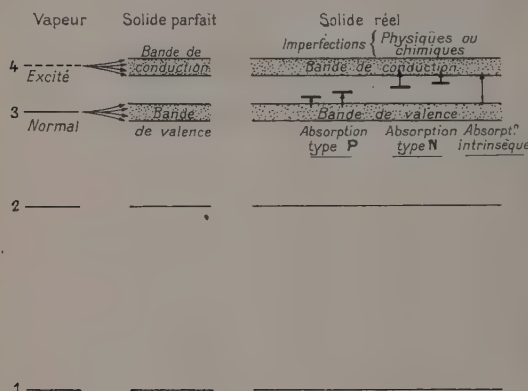 Vapeur Solide parfait Solide réel
Imperfections { Physiques ou
chimiques
4 Excité Bande de
conduction Bande de conduction
3 Normal Bande
de valence Bande de valence
Absorption
type P
Absorption
type N
Absorptn
intrinsèque
2
1